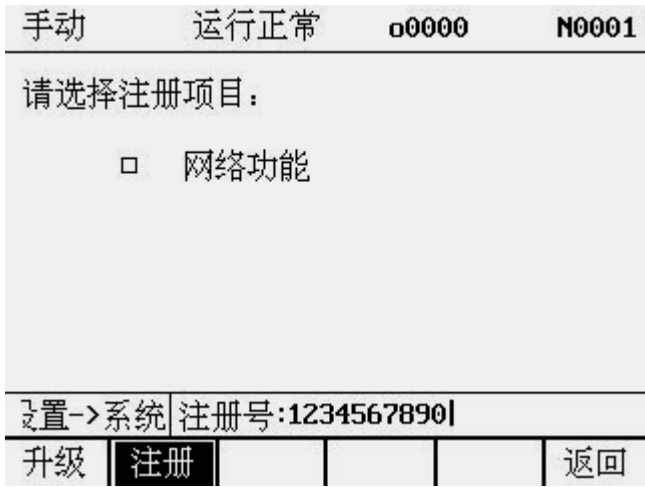 手动 运行正常 o0000 N0001
请选择注册项目：
网络功能
设置->系统 注册号:1234567890
升级 注册 返回